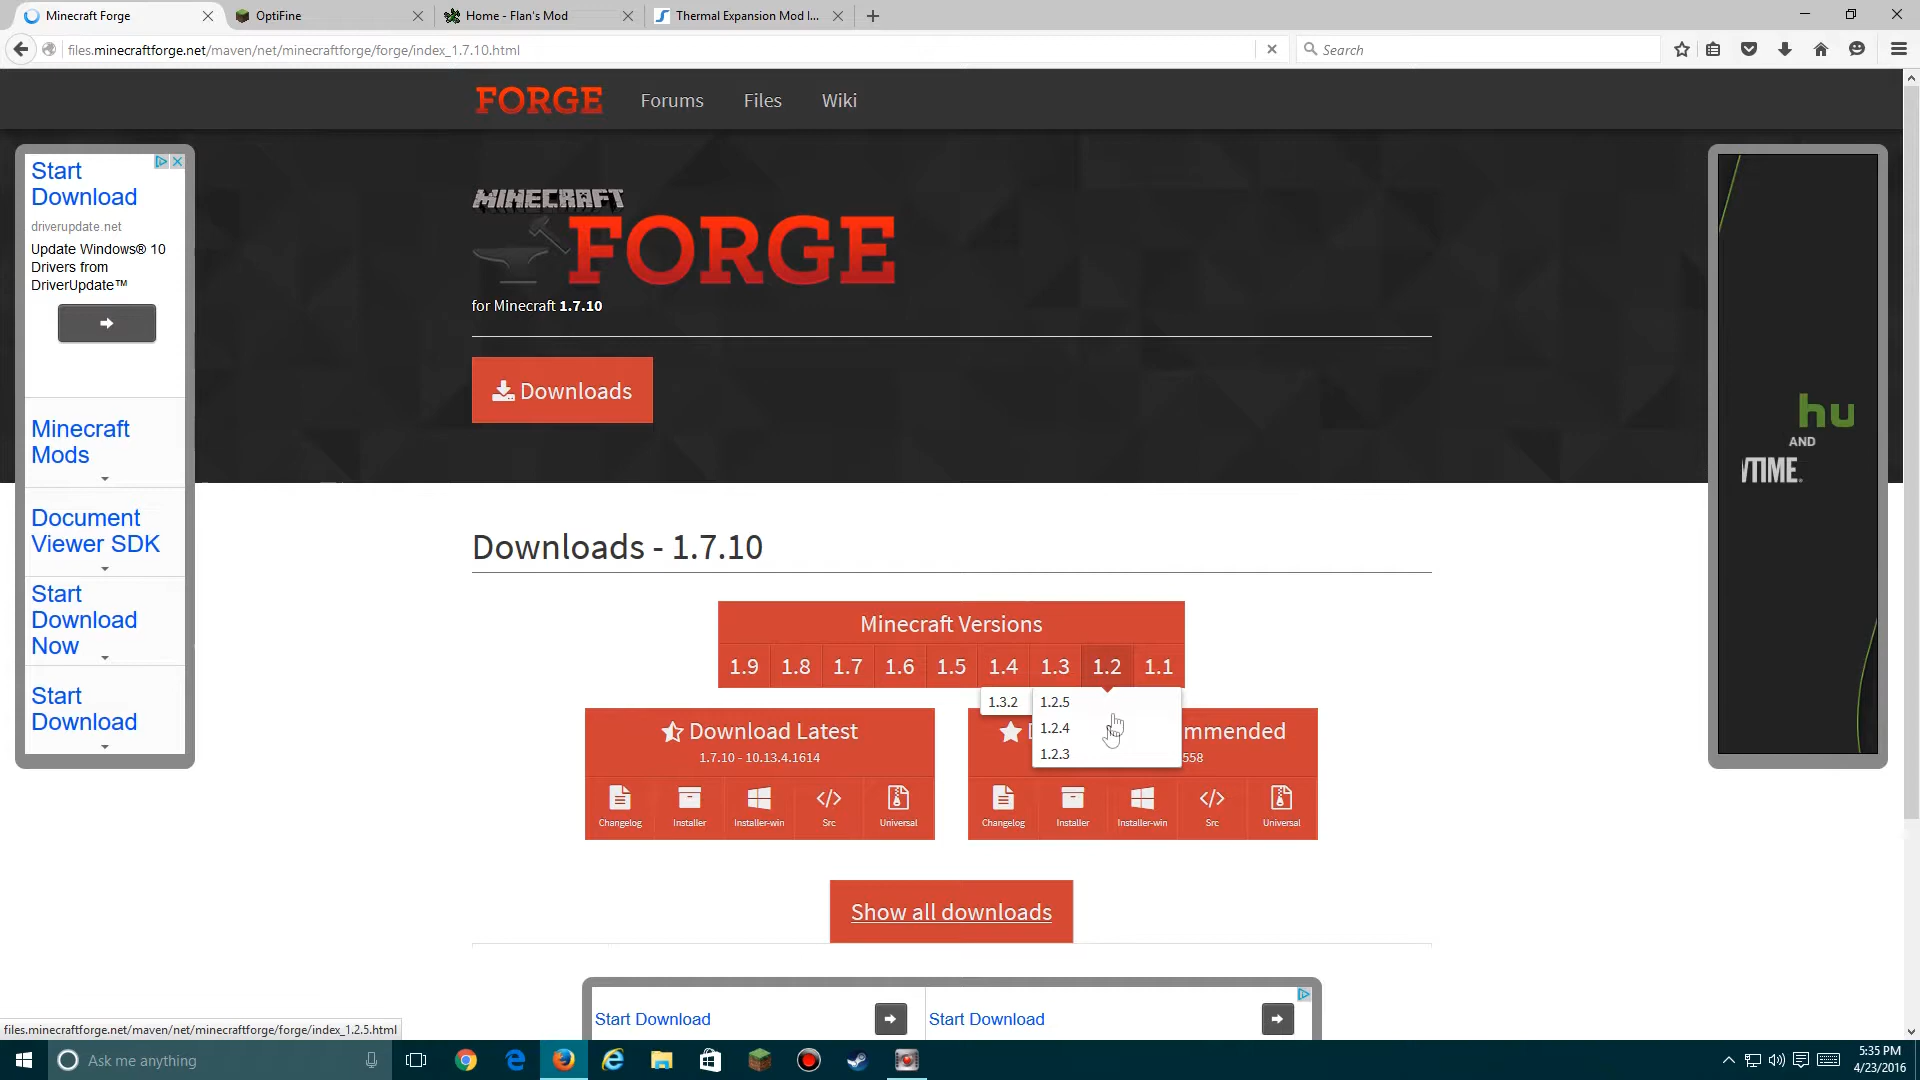 Minecraft Forge
OptiFine
Home - Flan's Mod
Thermal Expansion Mod I...
files.minecraftforge.net/maven/net/minecraftforge/forge/index_1.7.10.html
Search
FORGE
Forums
Files
Wiki
Start
Download
driverupdate.net
Update Windows® 10
Drivers from
DriverUpdate™
Minecraft
Mods
Document
Viewer SDK
Start
Download
Now
Start
Download
MINECRAFT
FORGE
for Minecraft 1.7.10
Downloads
hu
AND
TIME.
Downloads - 1.7.10
Minecraft Versions
1.9 1.8 1.7 1.6 1.5 1.4 1.3 1.2 1.1
1.3.2
1.2.5
1.2.4
1.2.3
Download Latest
1.7.10 - 10.13.4.1614
Changelog Installer Installer-win Src Universal
mmended
558
Changelog Installer Installer-win Src Universal
Show all downloads
Start Download
Start Download
files.minecraftforge.net/maven/net/minecraftforge/forge/index_1.2.5.html
Ask me anything
5:35 PM
4/23/2016